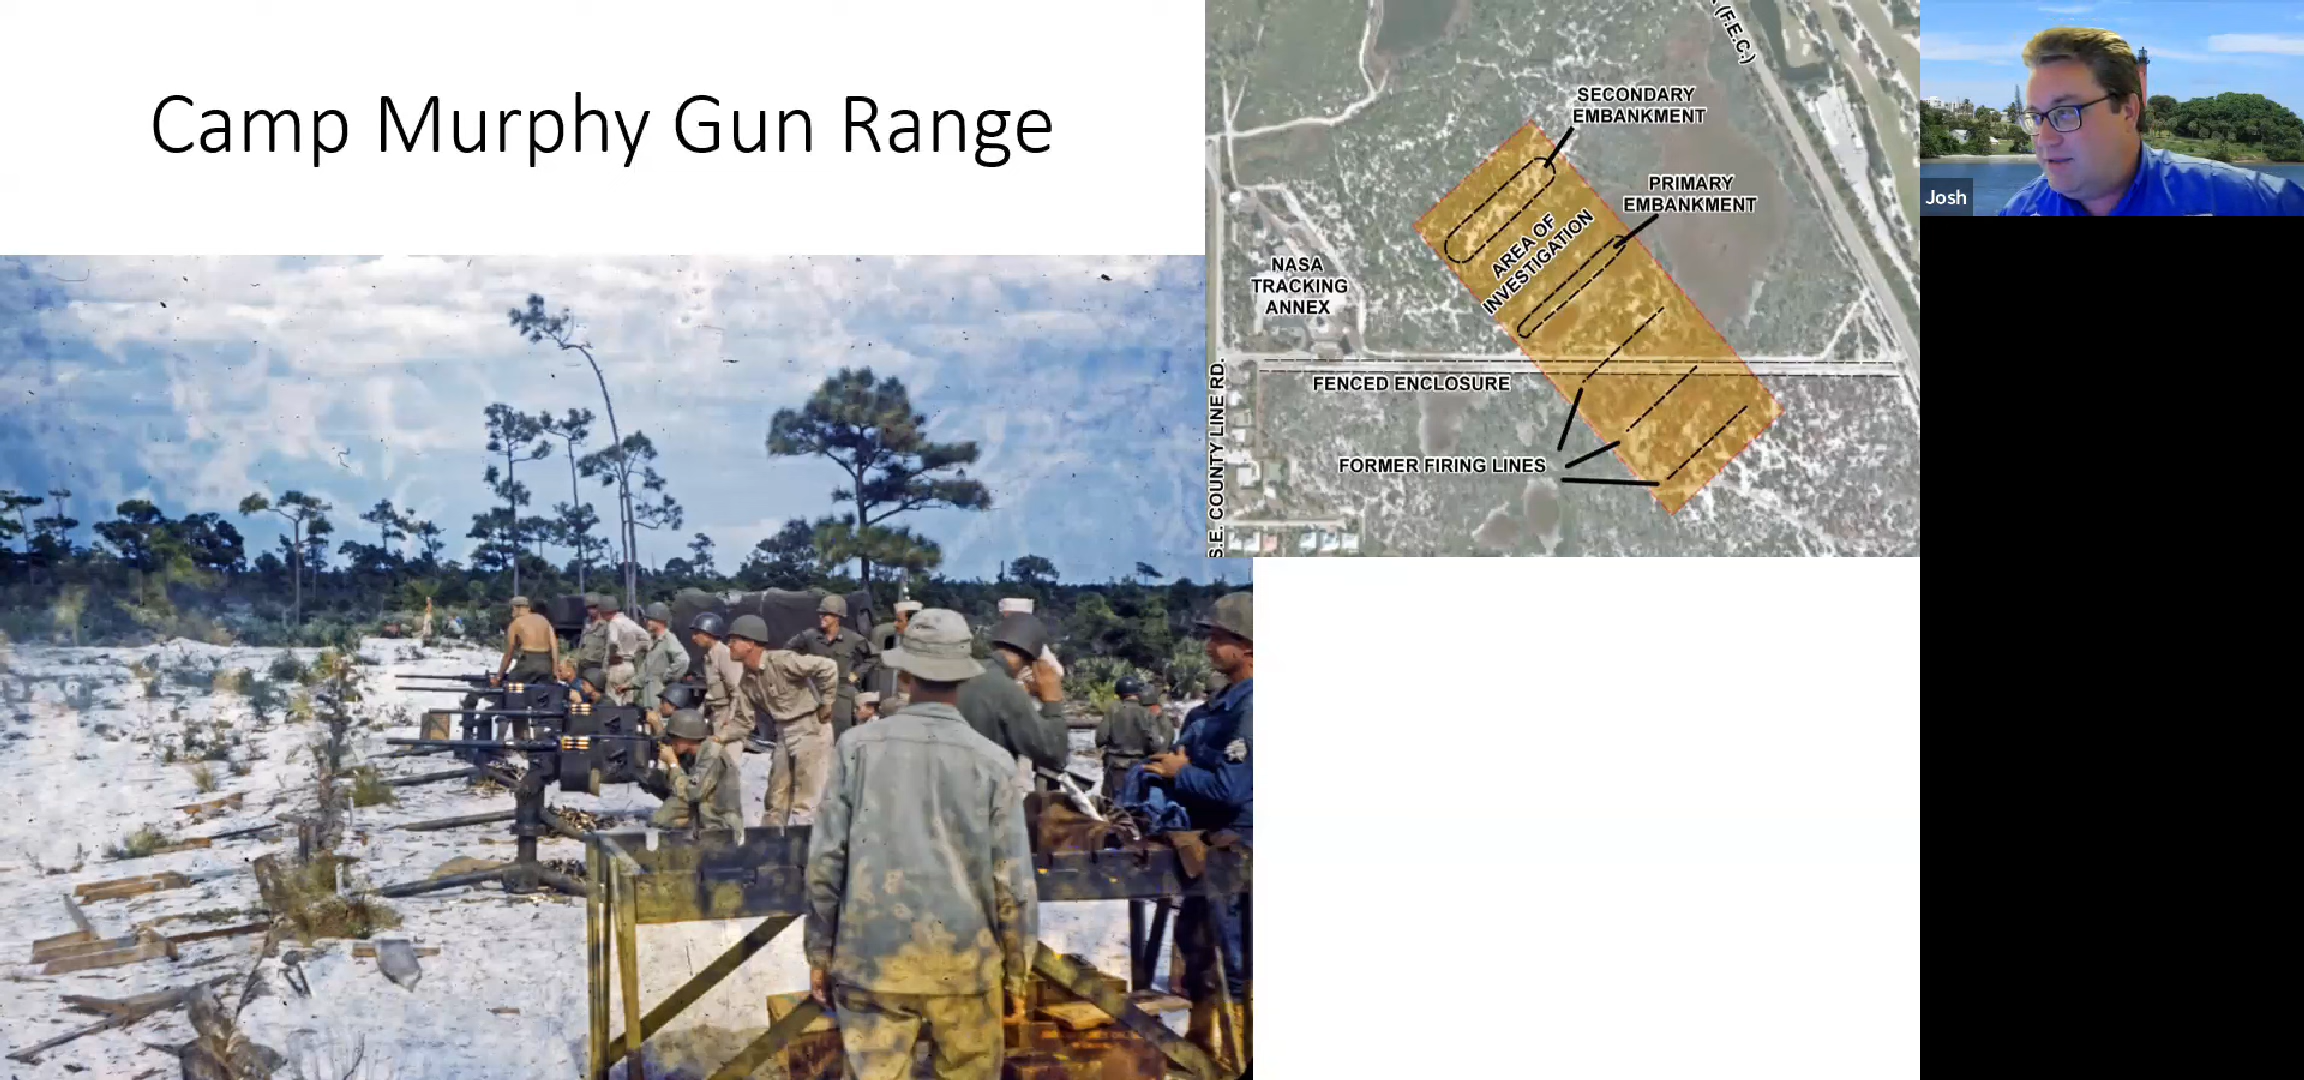 Camp Murphy Gun Range
(F.E.C.)
SECONDARY
EMBANKMENT
PRIMARY
EMBANKMENT
AREA OF
INVESTIGATION
NASA
TRACKING
ANNEX
FENCED ENCLOSURE
FORMER FIRING LINES
S.E. COUNTY LINE RD.
Josh